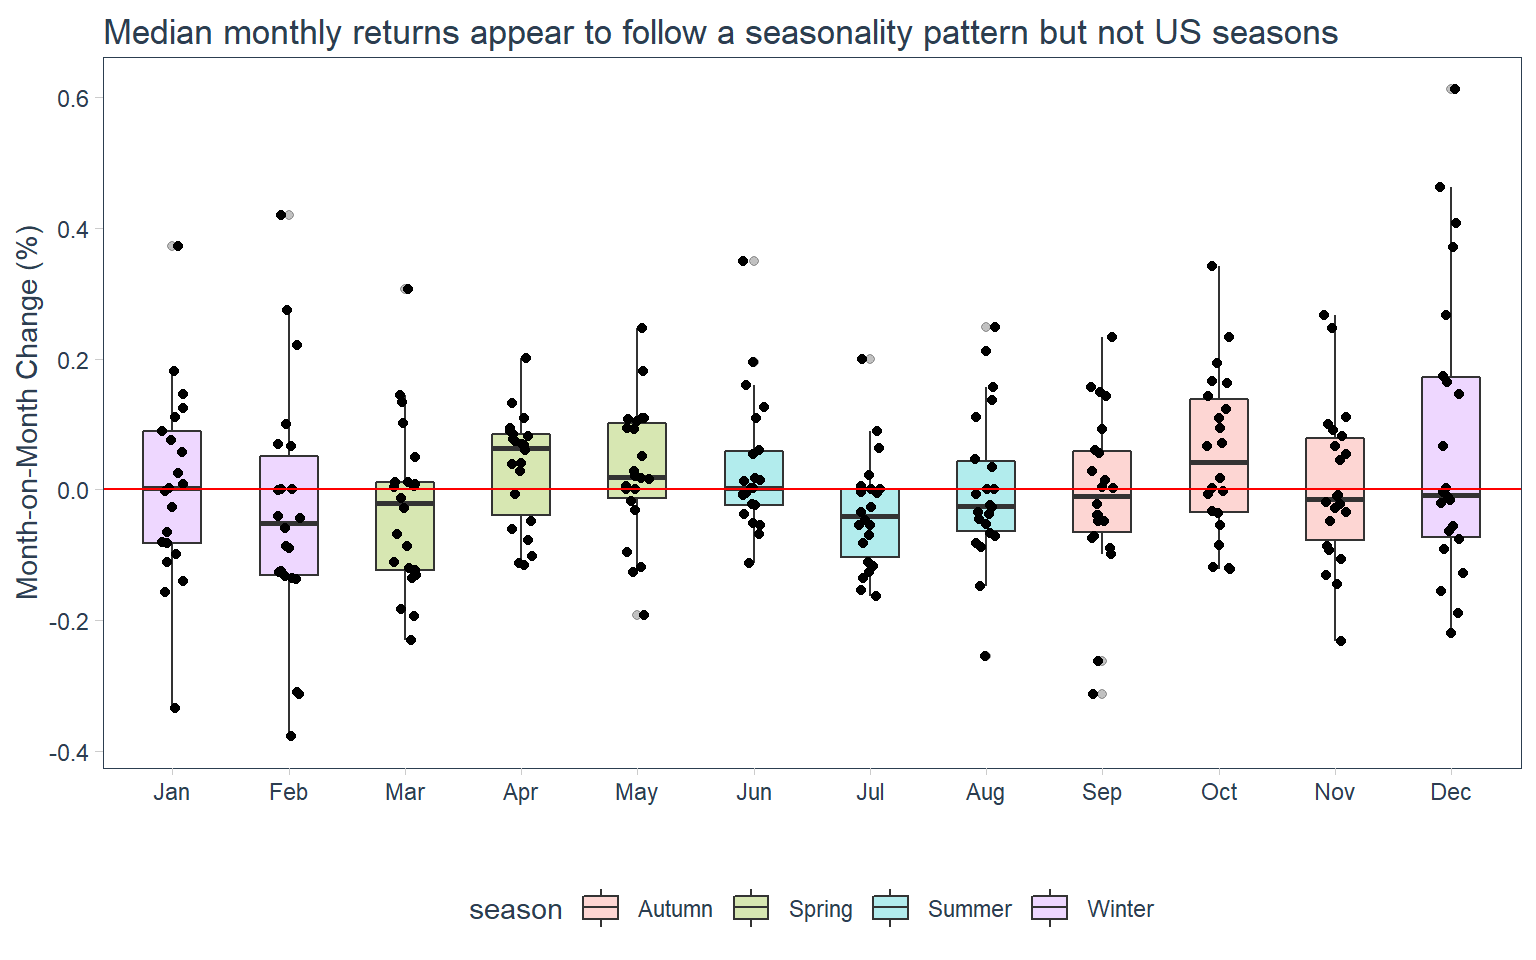 Median monthly returns appear to follow a seasonality pattern but not US seasons
Month-on-Month Change (%)
0.6
0.4
0.2
0.0
-0.2
-0.4
Jan Feb Mar Apr May Jun Jul Aug Sep Oct Nov Dec
season Autumn Spring Summer Winter